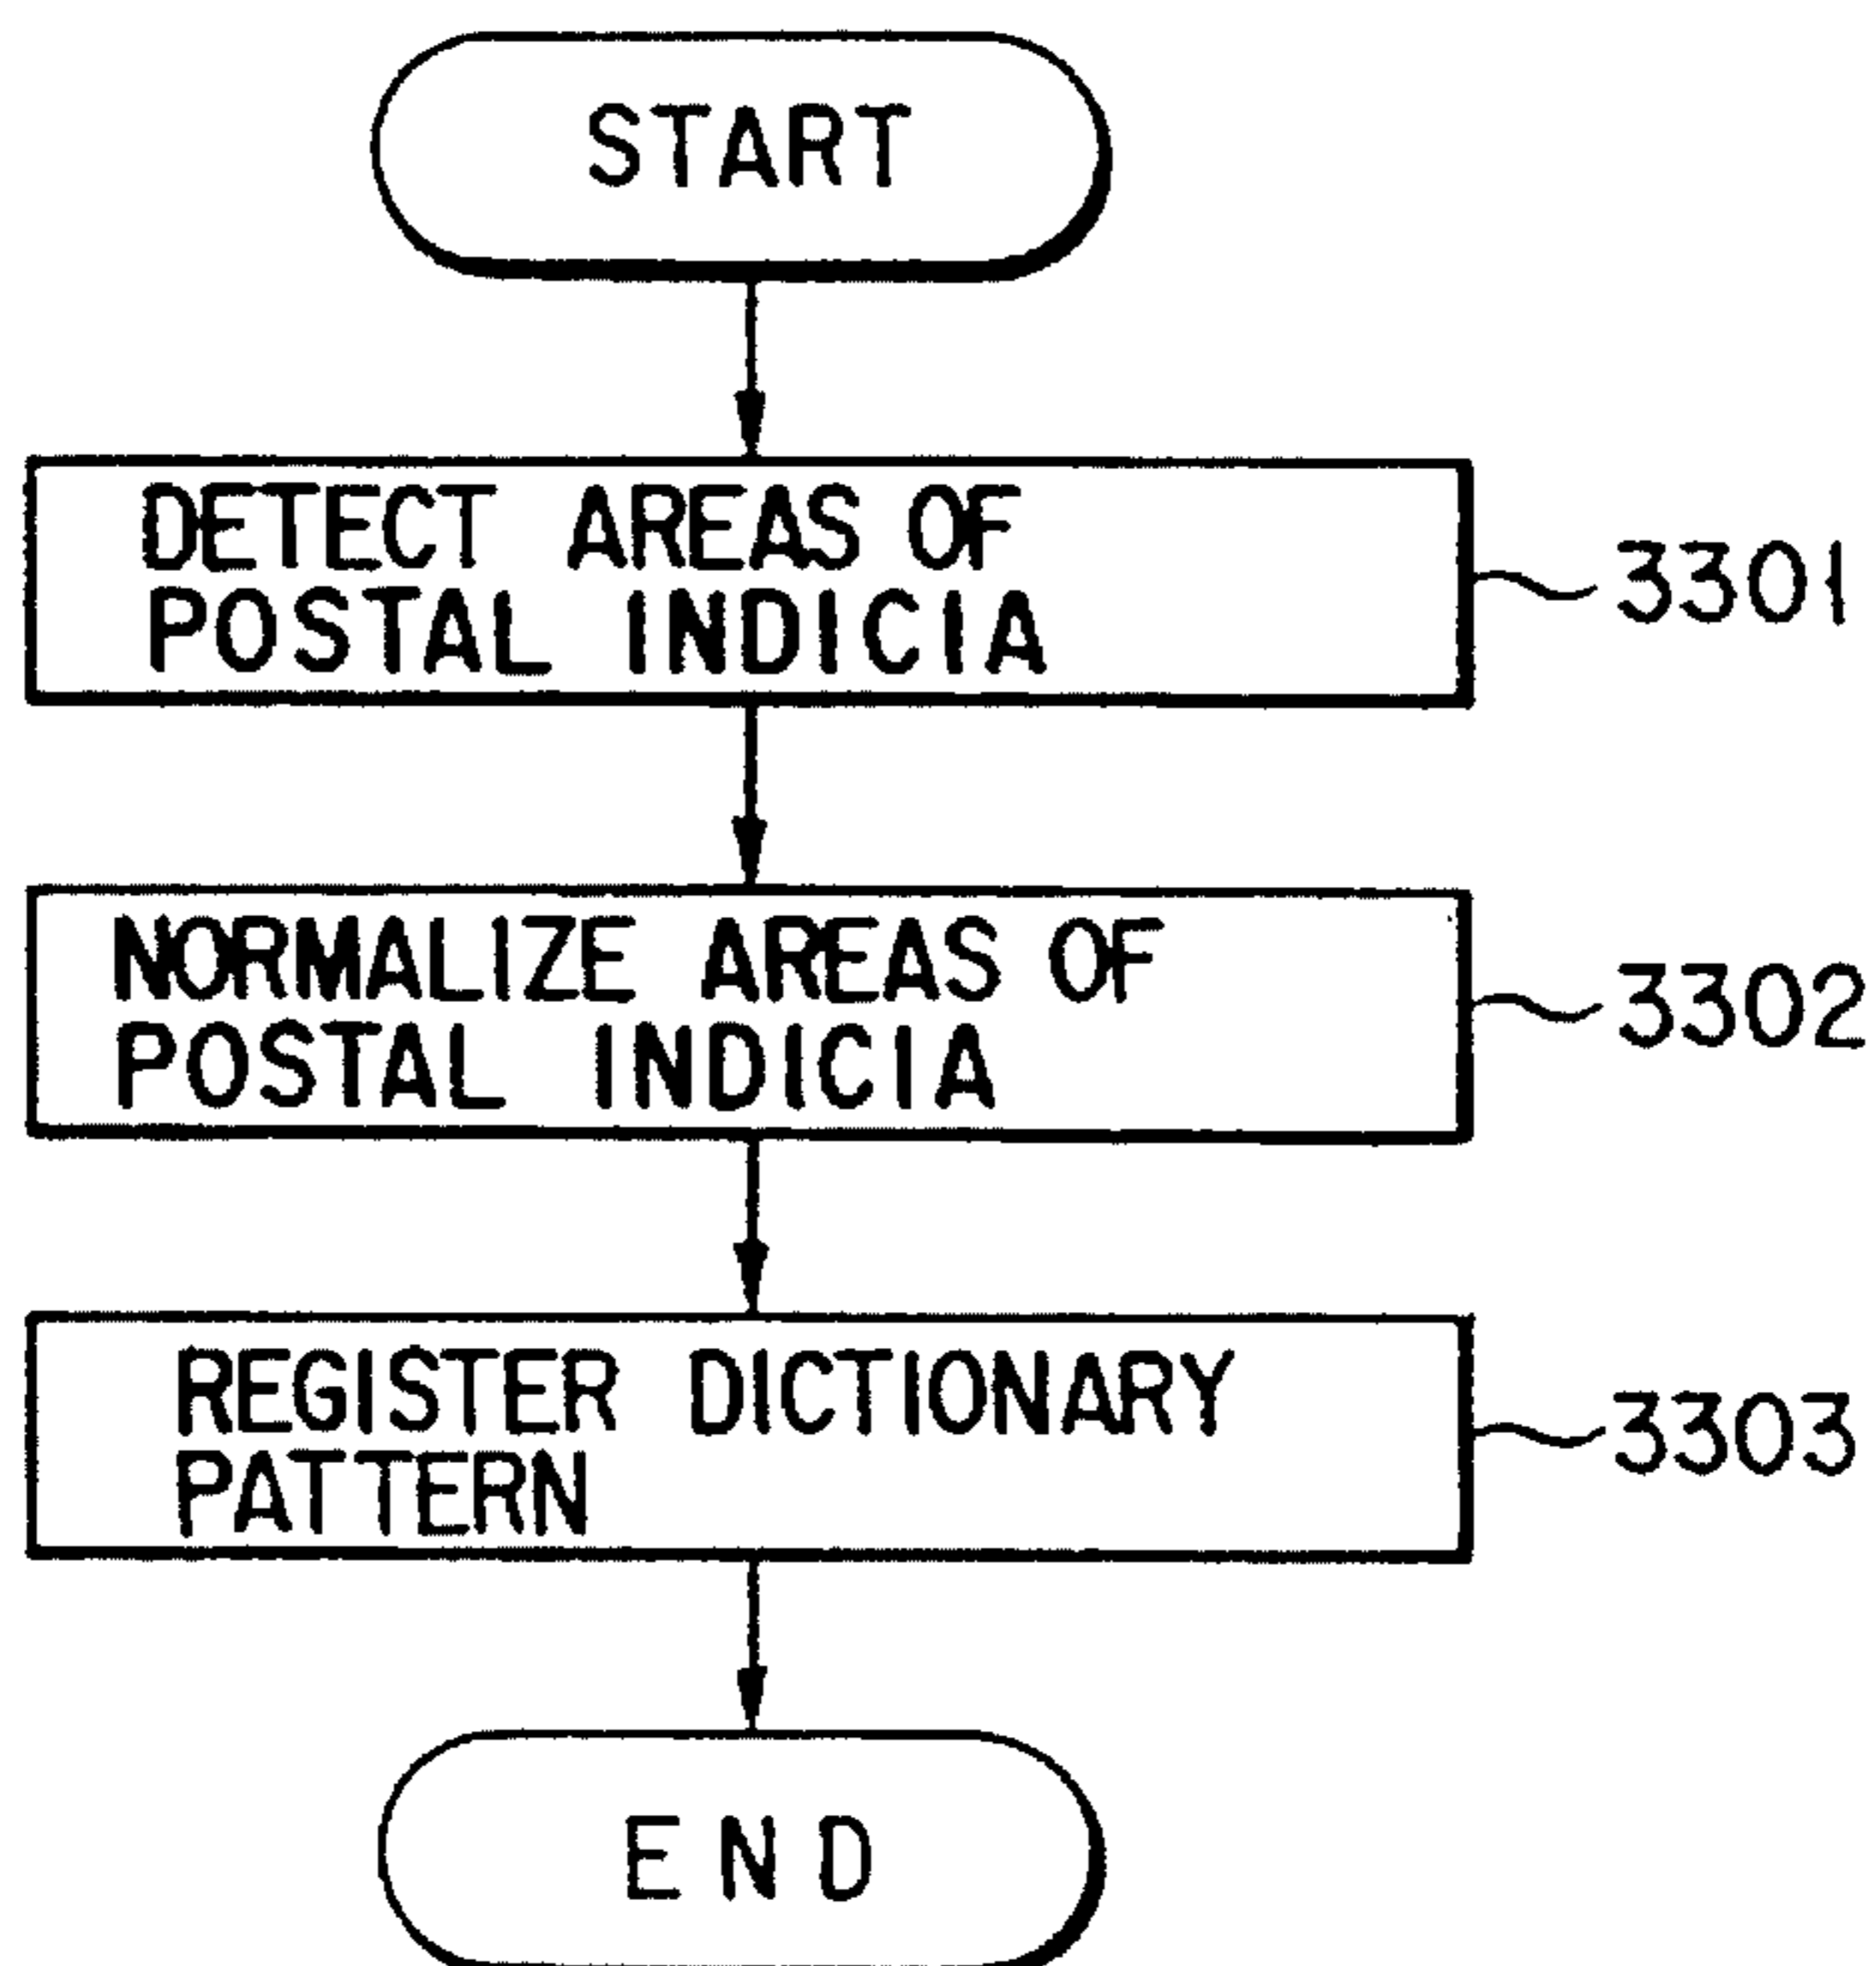 START
DETECT AREAS OF
POSTAL INDICIA
3301
NORMALIZE AREAS OF
POSTAL INDICIA
3302
REGISTER DICTIONARY
PATTERN
3303
END